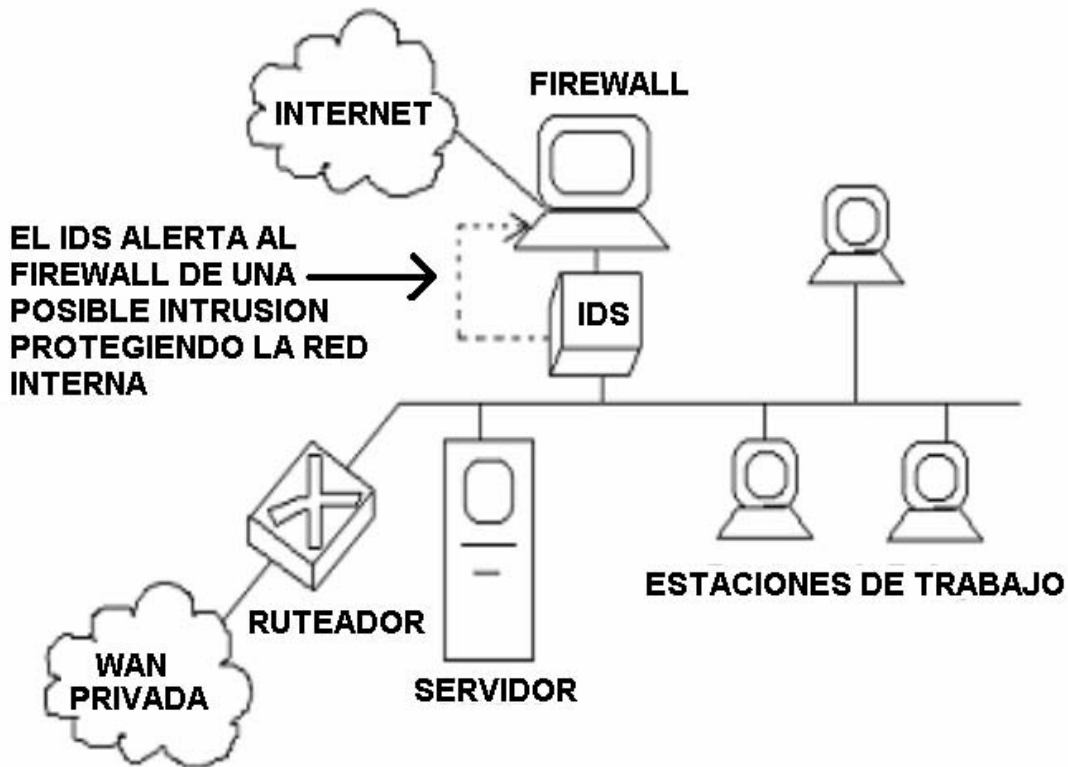 FIREWALL
INTERNET
EL IDS ALERTA AL
FIREWALL DE UNA
POSIBLE INTRUSION
PROTEGIENDO LA RED
INTERNA
IDS
ESTACIONES DE TRABAJO
RUTEADOR
WAN
PRIVADA
SERVIDOR